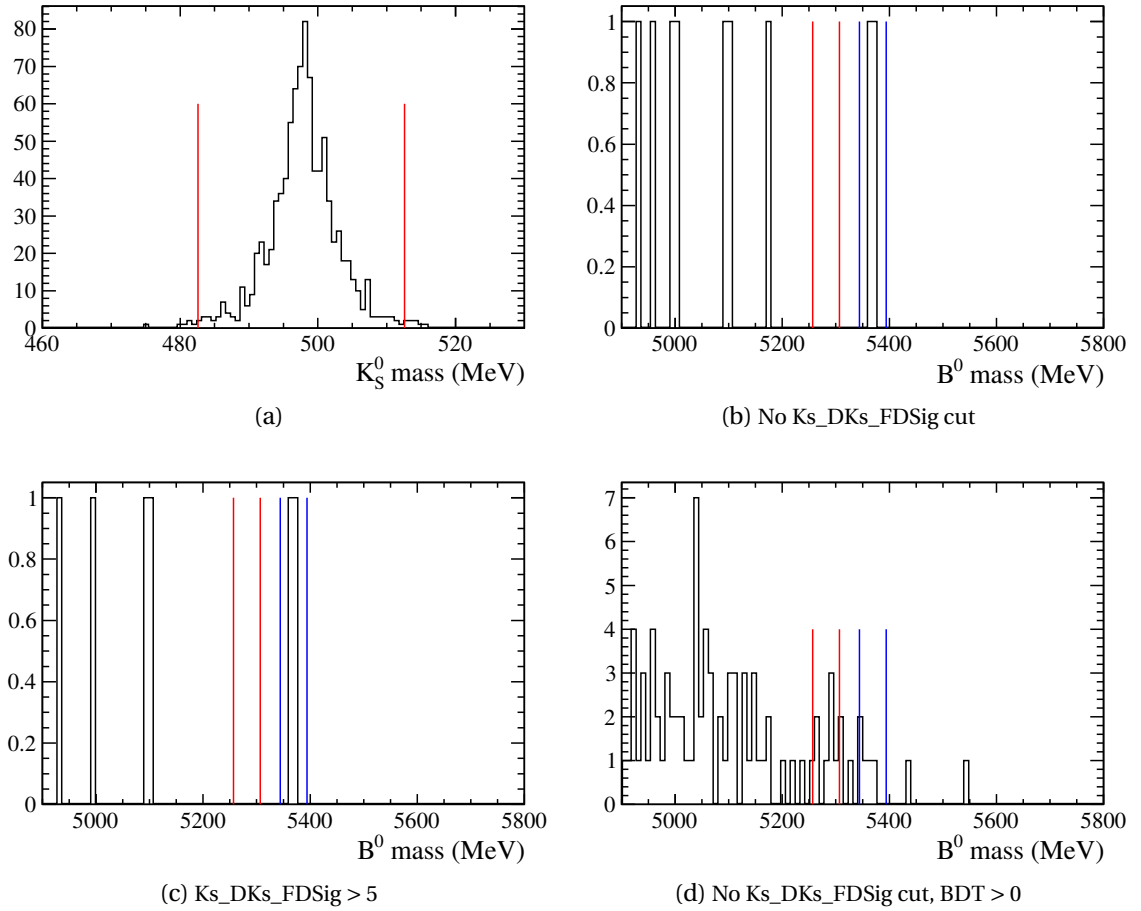 80
70
60
50
40
30
20
10
0
460 480 500 520
K_S^0 mass (MeV)
(a)
1
0.8
0.6
0.4
0.2
0
5000 5200 5400 5600 5800
B^0 mass (MeV)
(b) No Ks_DKs_FDSig cut
1
0.8
0.6
0.4
0.2
0
5000 5200 5400 5600 5800
B^0 mass (MeV)
(c) Ks_DKs_FDSig > 5
7
6
5
4
3
2
1
0
5000 5200 5400 5600 5800
B^0 mass (MeV)
(d) No Ks_DKs_FDSig cut, BDT > 0